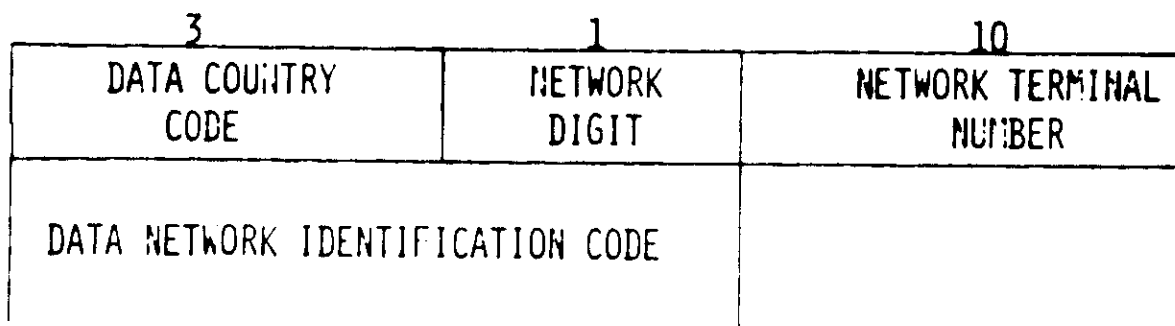 3 1 10
DATA COUNTRY NETWORK NETWORK TERMINAL
CODE DIGIT NUMBER
DATA NETWORK IDENTIFICATION CODE